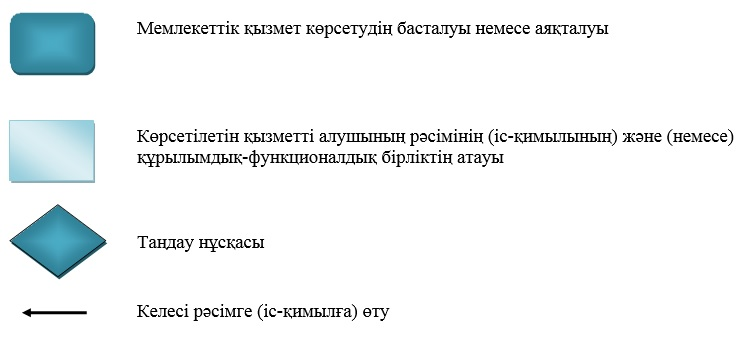 Мемлекеттік қызмет көрсетудің басталуы немесе аяқталуы
Көрсетілетін қызметті алушының рәсімінің (іс-қимылының) және (немесе)
құрылымдық-функционалдық бірліктің атауы
Тандау нұсқасы
Келесі рәсімге (іс-қимылға) өту